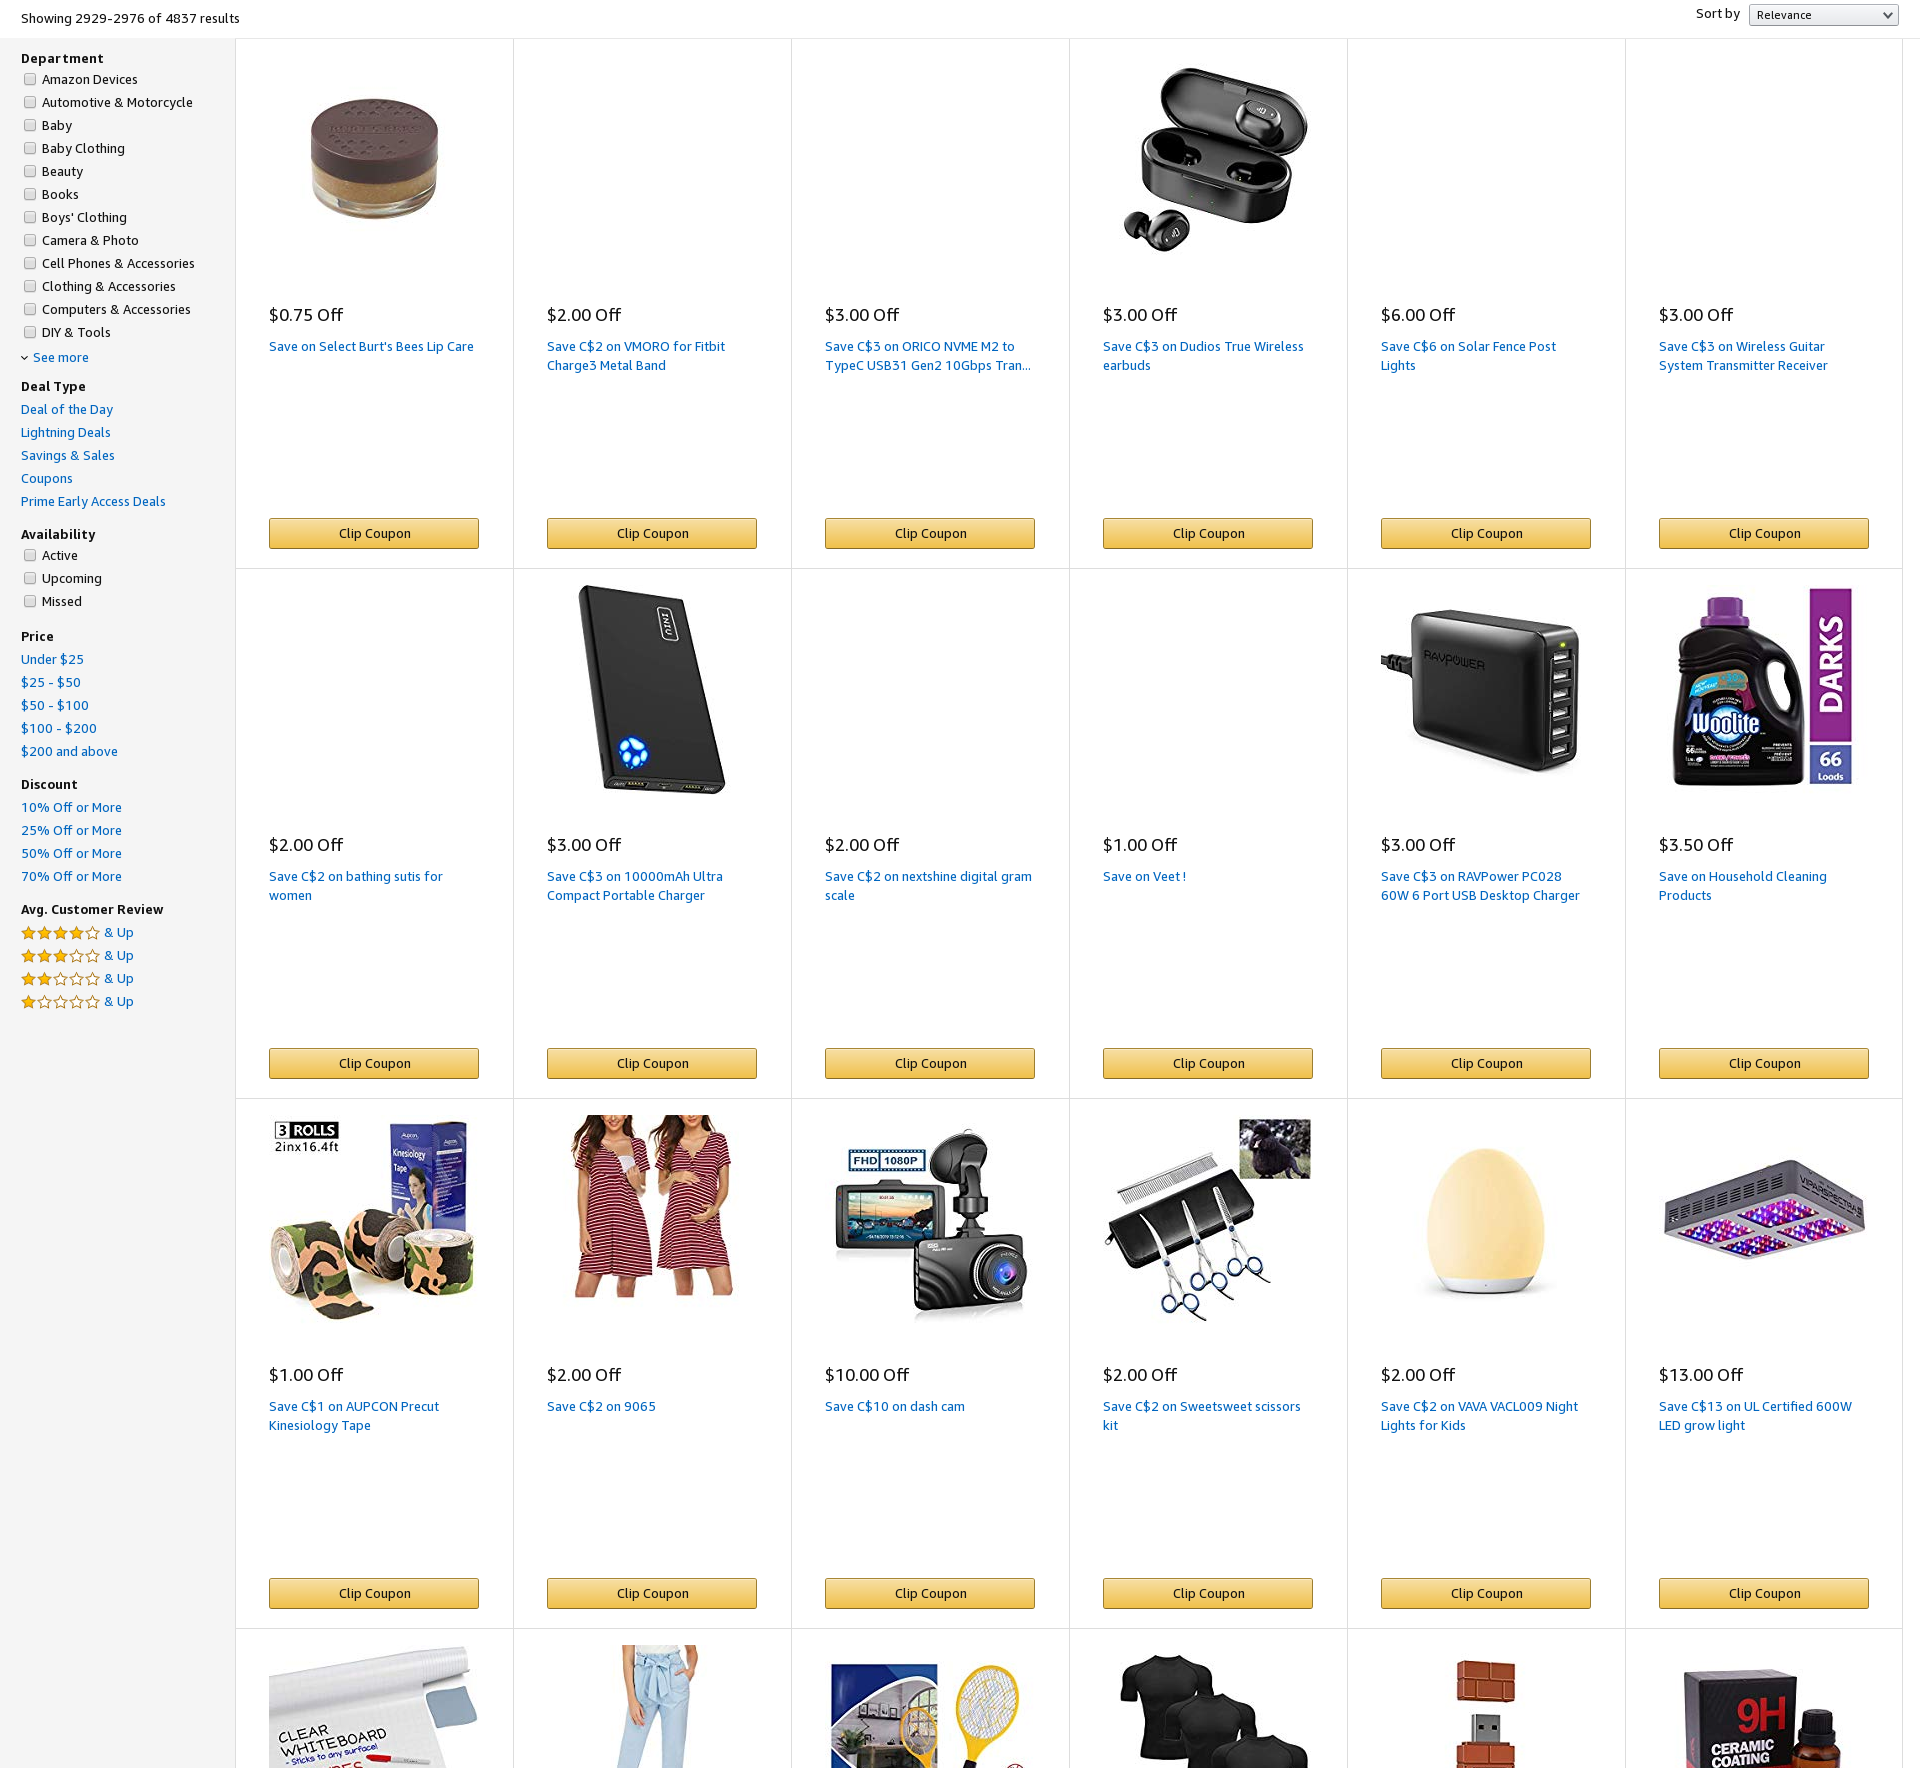 Showing 2929-2976 of 4837 results
Sort by
Relevance
Department
Amazon Devices
Automotive & Motorcycle
Baby
Baby Clothing
Beauty
Books
Boys' Clothing
Camera & Photo
Cell Phones & Accessories
Clothing & Accessories
Computers & Accessories
DIY & Tools
See more
Deal Type
Deal of the Day
Lightning Deals
Savings & Sales
Coupons
Prime Early Access Deals
Availability
Active
Upcoming
Missed
Price
Under $25
$25 - $50
$50 - $100
$100 - $200
$200 and above
Discount
10% Off or More
25% Off or More
50% Off or More
70% Off or More
Avg. Customer Review
& Up
& Up
& Up
& Up
$0.75 Off
Save on Select Burt's Bees Lip Care
Clip Coupon
$2.00 Off
Save C$2 on VMORO for Fitbit
Charge3 Metal Band
Clip Coupon
$3.00 Off
Save C$3 on ORICO NVME M2 to
TypeC USB31 Gen2 10Gbps Tran...
Clip Coupon
$3.00 Off
Save C$3 on Dudios True Wireless
earbuds
Clip Coupon
$6.00 Off
Save C$6 on Solar Fence Post
Lights
Clip Coupon
$3.00 Off
Save C$3 on Wireless Guitar
System Transmitter Receiver
Clip Coupon
$2.00 Off
Save C$2 on bathing sutis for
women
Clip Coupon
INIU
$3.00 Off
Save C$3 on 10000mAh Ultra
Compact Portable Charger
Clip Coupon
$2.00 Off
Save C$2 on nextshine digital gram
scale
Clip Coupon
$1.00 Off
Save on Veet !
Clip Coupon
RAVPOWER
$3.00 Off
Save C$3 on RAVPower PC028
60W 6 Port USB Desktop Charger
Clip Coupon
DARKS
Woolite
66
Loads
$3.50 Off
Save on Household Cleaning
Products
Clip Coupon
3 ROLLS
2inx16.4ft
Aupcon
Kinesiology
Tape
$1.00 Off
Save C$1 on AUPCON Precut
Kinesiology Tape
Clip Coupon
$2.00 Off
Save C$2 on 9065
Clip Coupon
FHD 1080P
$10.00 Off
Save C$10 on dash cam
Clip Coupon
$2.00 Off
Save C$2 on Sweetsweet scissors
kit
Clip Coupon
$2.00 Off
Save C$2 on VAVA VACL009 Night
Lights for Kids
Clip Coupon
VIPARSPECTRA
$13.00 Off
Save C$13 on UL Certified 600W
LED grow light
Clip Coupon
CLEAR
WHITEBOARD
- Sticks to any surface!
9H
CERAMIC
COATING